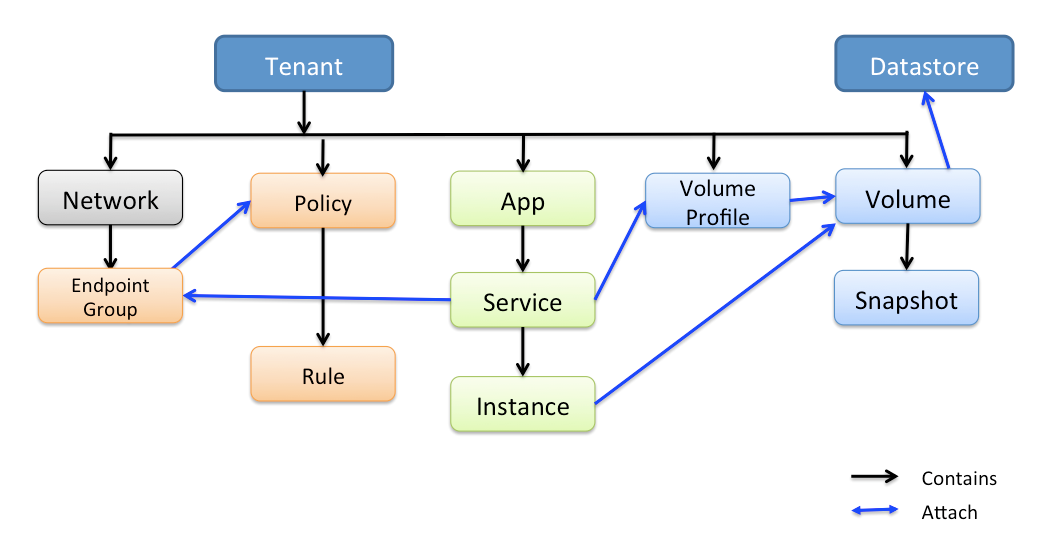 Tenant
Datastore
Network
Policy
App
Volume
Profile
Volume
Endpoint
Group
Service
Snapshot
Rule
Instance
Contains
Attach